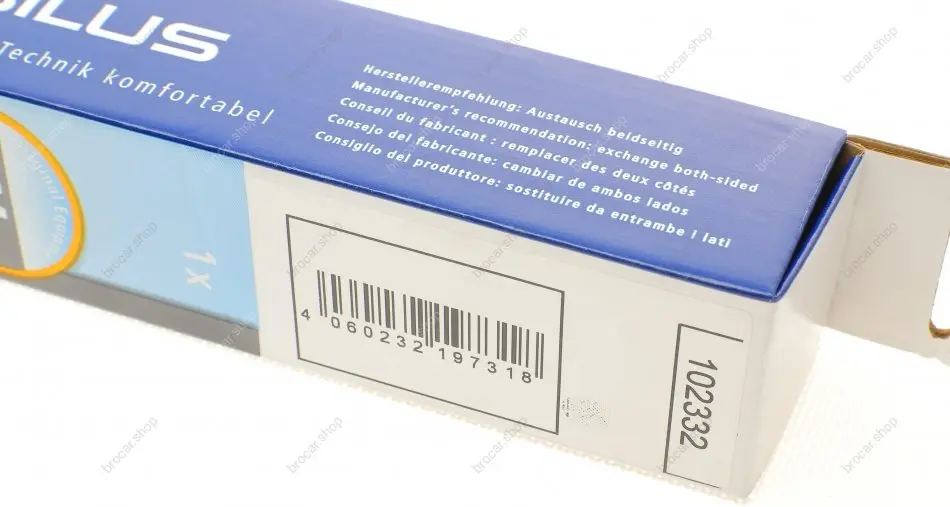 SILUS
Technik komfortabel
Herstellerempfehlung: Austausch beidseitig
Manufacturer's recommendation: exchange both-sided
Conseil du fabricant : remplacer des deux côtés
Consejo del fabricante: cambiar de ambos lados
Consiglio del produttore: sostituire da entrambe i lati
1x
4 060232 197318
102332
brocar.shop